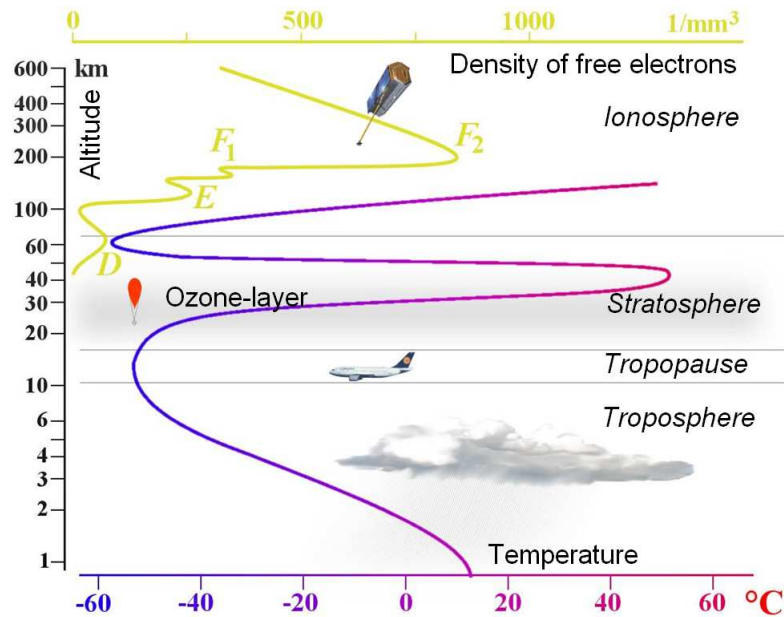 0 500 1000 1/mm³
600 km Density of free electrons
400
300 Ionosphere
Altitude
F₁ F₂
200
E
100
60
D
40
30 Ozone-layer Stratosphere
20
Tropopause
10
6 Troposphere
4
3
2
1 Temperature
-60 -40 -20 0 20 40 60 °C